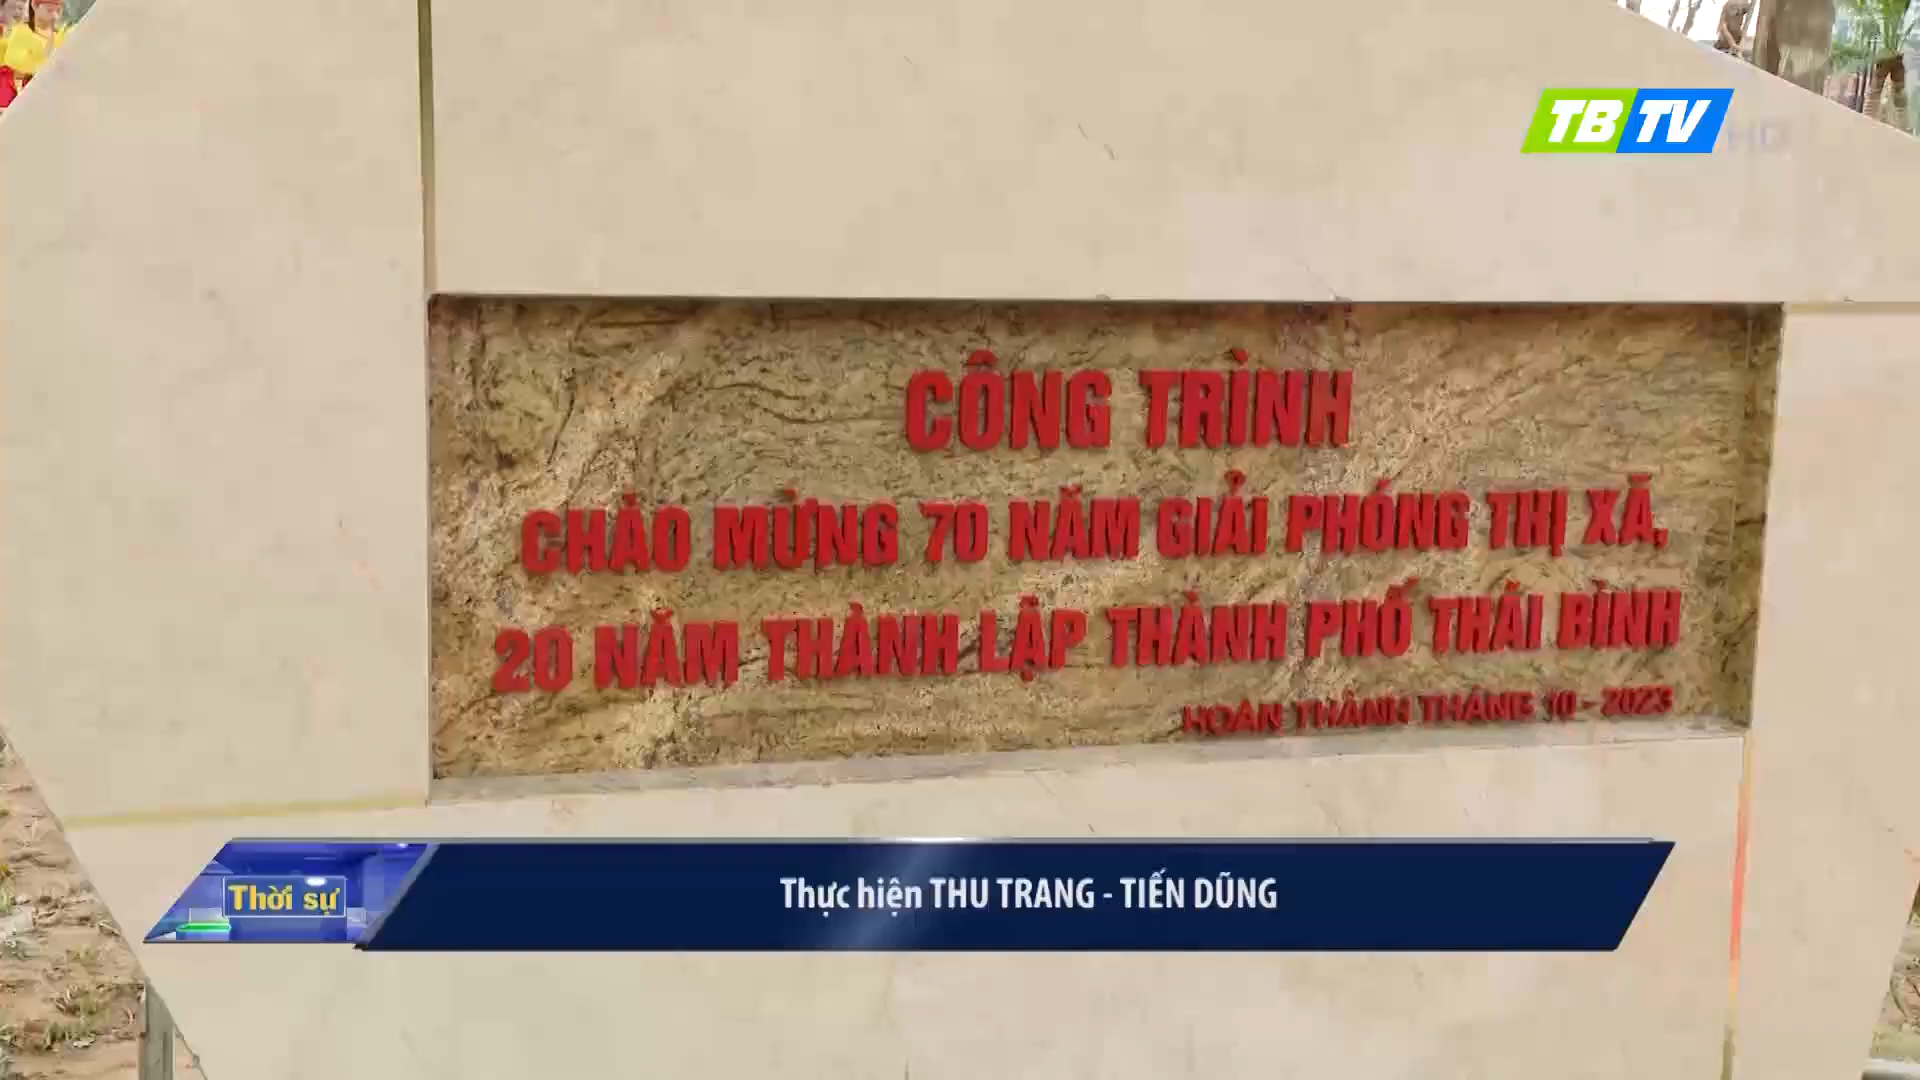 TBTV HD
CÔNG TRÌNH
CHÀO MỪNG 70 NĂM GIẢI PHÓNG THỊ XÃ,
20 NĂM THÀNH LẬP THÀNH PHỐ THÁI BÌNH
HOÀN THÀNH THÁNG 10 - 2023
Thời sự
Thực hiện THU TRANG - TIẾN DŨNG